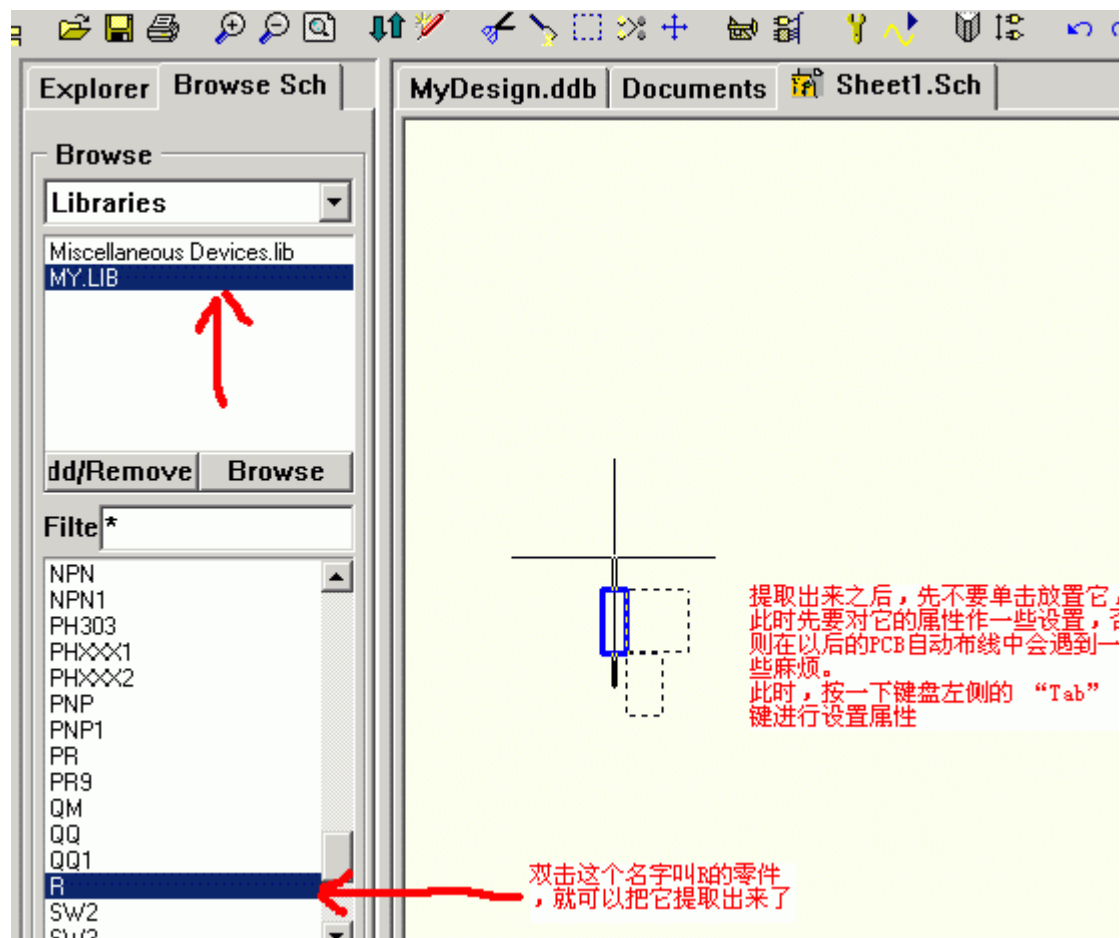 Explorer
Browse Sch
MyDesign.ddb
Documents
Sheet1.Sch
Browse
Libraries
Miscellaneous Devices.lib
MY.LIB
dd/Remove
Browse
Filte
*
NPN
NPN1
PH303
PHXXX1
PHXXX2
PNP
PNP1
PR
PR9
QM
QQ
QQ1
R
SW2
提取出来之后，先不要单击放置它，
此时先要对它的属性作一些设置，否
则在以后的PCB自动布线中会遇到一
些麻烦。
此时，按一下键盘左侧的 “Tab”
键进行设置属性
双击这个名字叫R的零件
，就可以把它提取出来了